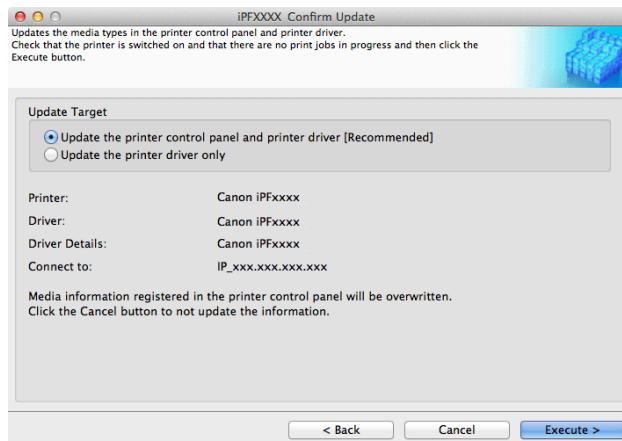 iPFXXXX Confirm Update
Updates the media types in the printer control panel and printer driver.
Check that the printer is switched on and that there are no print jobs in progress and then click the
Execute button.
Update Target
Update the printer control panel and printer driver [Recommended]
Update the printer driver only
Printer: Canon iPFxxxx
Driver: Canon iPFxxxx
Driver Details: Canon iPFxxxx
Connect to: IP_xxx.xxx.xxx.xxx
Media information registered in the printer control panel will be overwritten.
Click the Cancel button to not update the information.
< Back Cancel Execute >